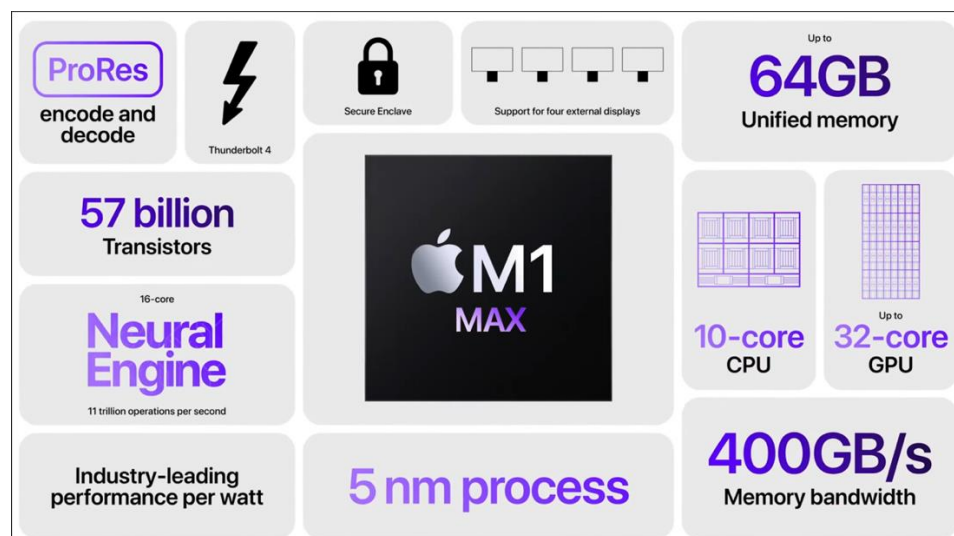 ProRes
encode and
decode
Thunderbolt 4
Secure Enclave
Support for four external displays
Up to
64GB
Unified memory
57 billion
Transistors
M1
MAX
10-core
CPU
Up to
32-core
GPU
16-core
Neural
Engine
11 trillion operations per second
Industry-leading
performance per watt
5 nm process
400GB/s
Memory bandwidth